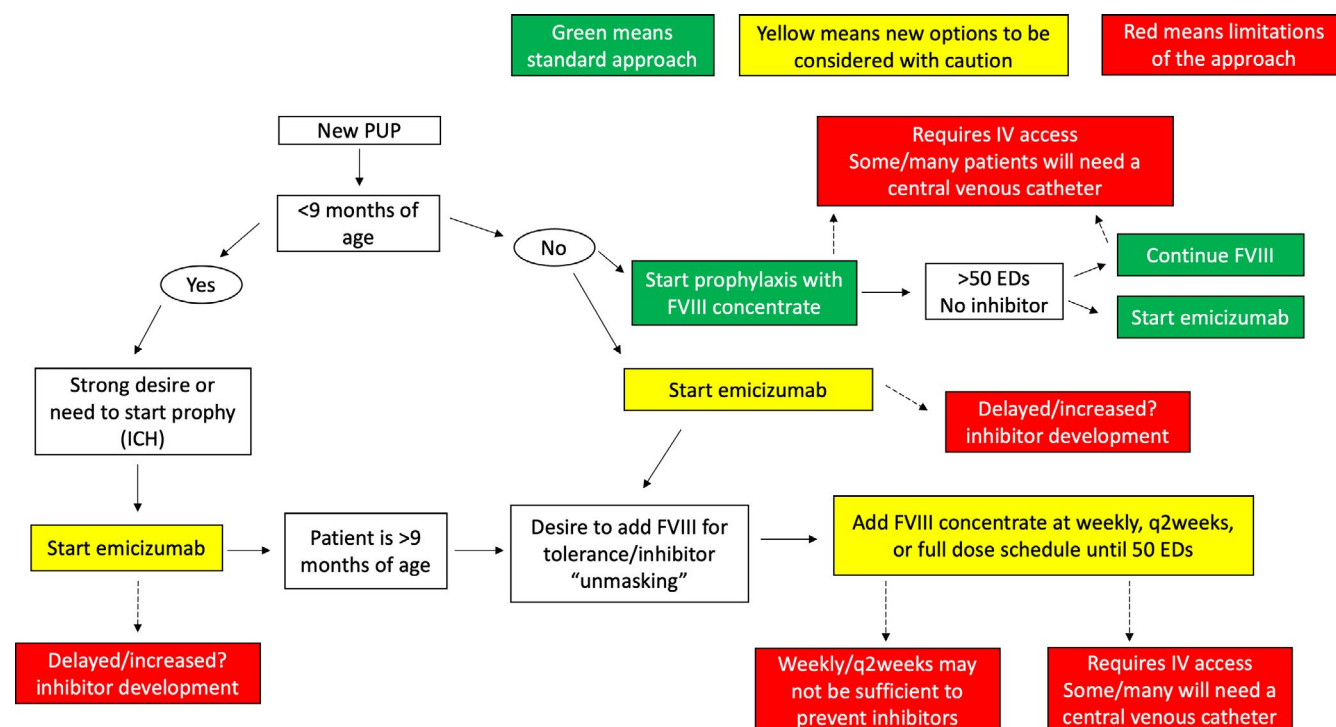 Green means
standard approach
Yellow means new options to be
considered with caution
Red means limitations
of the approach
New PUP
<9 months of
age
Yes
No
Requires IV access
Some/many patients will need a
central venous catheter
Start prophylaxis with
FVIII concentrate
>50 EDs
No inhibitor
Continue FVIII
Start emicizumab
Strong desire or
need to start prophy
(ICH)
Start emicizumab
Delayed/increased?
inhibitor development
Start emicizumab
Patient is >9
months of age
Desire to add FVIII for
tolerance/inhibitor
“unmasking”
Add FVIII concentrate at weekly, q2weeks,
or full dose schedule until 50 EDs
Delayed/increased?
inhibitor development
Weekly/q2weeks may
not be sufficient to
prevent inhibitors
Requires IV access
Some/many will need a
central venous catheter